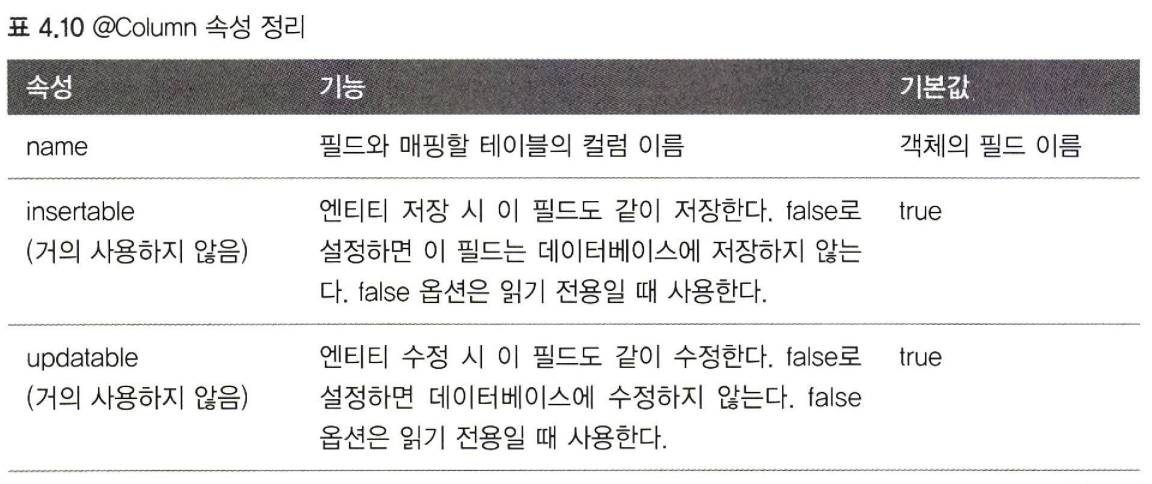 표 4.10 @Column 속성 정리
속성 기능 기본값
name 필드와 매핑할 테이블의 컬럼 이름 객체의 필드 이름
insertable 엔티티 저장 시 이 필드도 같이 저장한다. false로 true
(거의 사용하지 않음) 설정하면 이 필드는 데이터베이스에 저장하지 않는
다. false 옵션은 읽기 전용일 때 사용한다.
updatable 엔티티 수정 시 이 필드도 같이 수정한다. false로 true
(거의 사용하지 않음) 설정하면 데이터베이스에 수정하지 않는다. false
옵션은 읽기 전용일 때 사용한다.